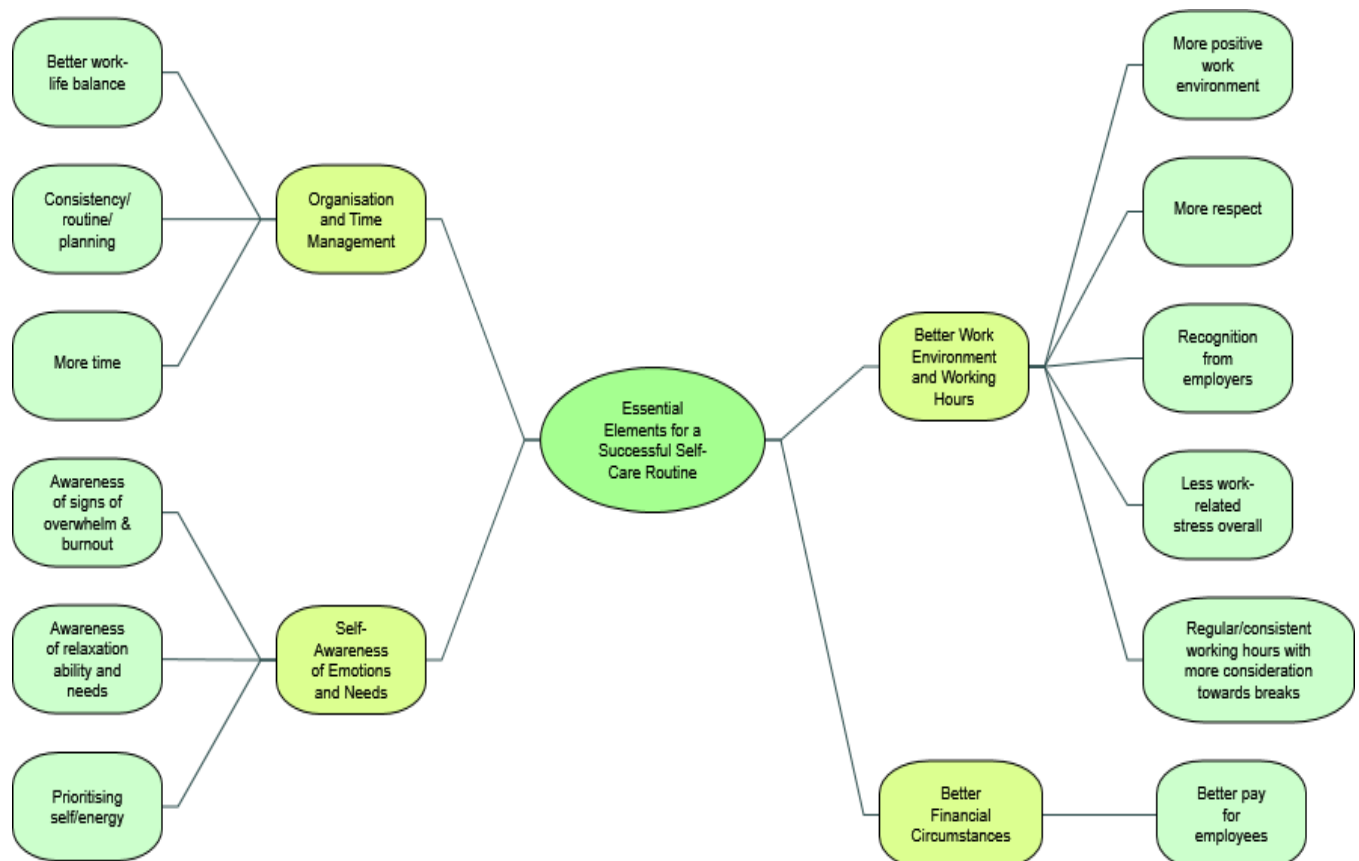 Better work-
life balance
Consistency/
routine/
planning
More time
Organisation
and Time
Management
Awareness
of signs of
overwhelm &
burnout
Awareness
of relaxation
ability and
needs
Prioritising
self/energy
Self-
Awareness
of Emotions
and Needs
Essential
Elements for a
Successful Self-
Care Routine
Better Work
Environment
and Working
Hours
More positive
work
environment
More respect
Recognition
from
employers
Less work-
related
stress overall
Regular/consistent
working hours with
more consideration
towards breaks
Better
Financial
Circumstances
Better pay
for
employees